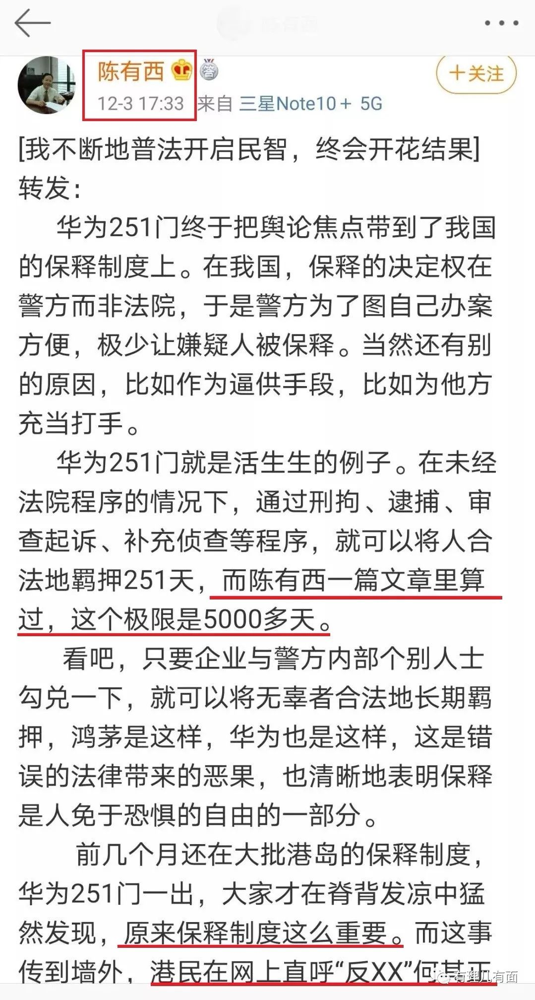 陈有西
答
+关注
12-3 17:33 来自 三星Note10+ 5G
[我不断地普法开启民智，终会开花结果]
转发：
华为251门终于把舆论焦点带到了我国
的保释制度上。在我国，保释的决定权在
警方而非法院，于是警方为了图自己办案
方便，极少让嫌疑人被保释。当然还有别
的原因，比如作为逼供手段，比如为他方
充当打手。
华为251门就是活生生的例子。在未经
法院程序的情况下，通过刑拘、逮捕、审
查起诉、补充侦查等程序，就可以将人合
法地羁押251天，而陈有西一篇文章里算
过，这个极限是5000多天。
看吧，只要企业与警方内部个别人士
勾兑一下，就可以将无辜者合法地长期羁
押，鸿茅是这样，华为也是这样，这是错
误的法律带来的恶果，也清晰地表明保释
是人免于恐惧的自由的一部分。
前几个月还在大批港岛的保释制度，
华为251门一出，大家才在脊背发凉中猛
然发现，原来保释制度这么重要。而这事
传到墙外，港民在网上直呼“反XX”何其正
有理儿有面